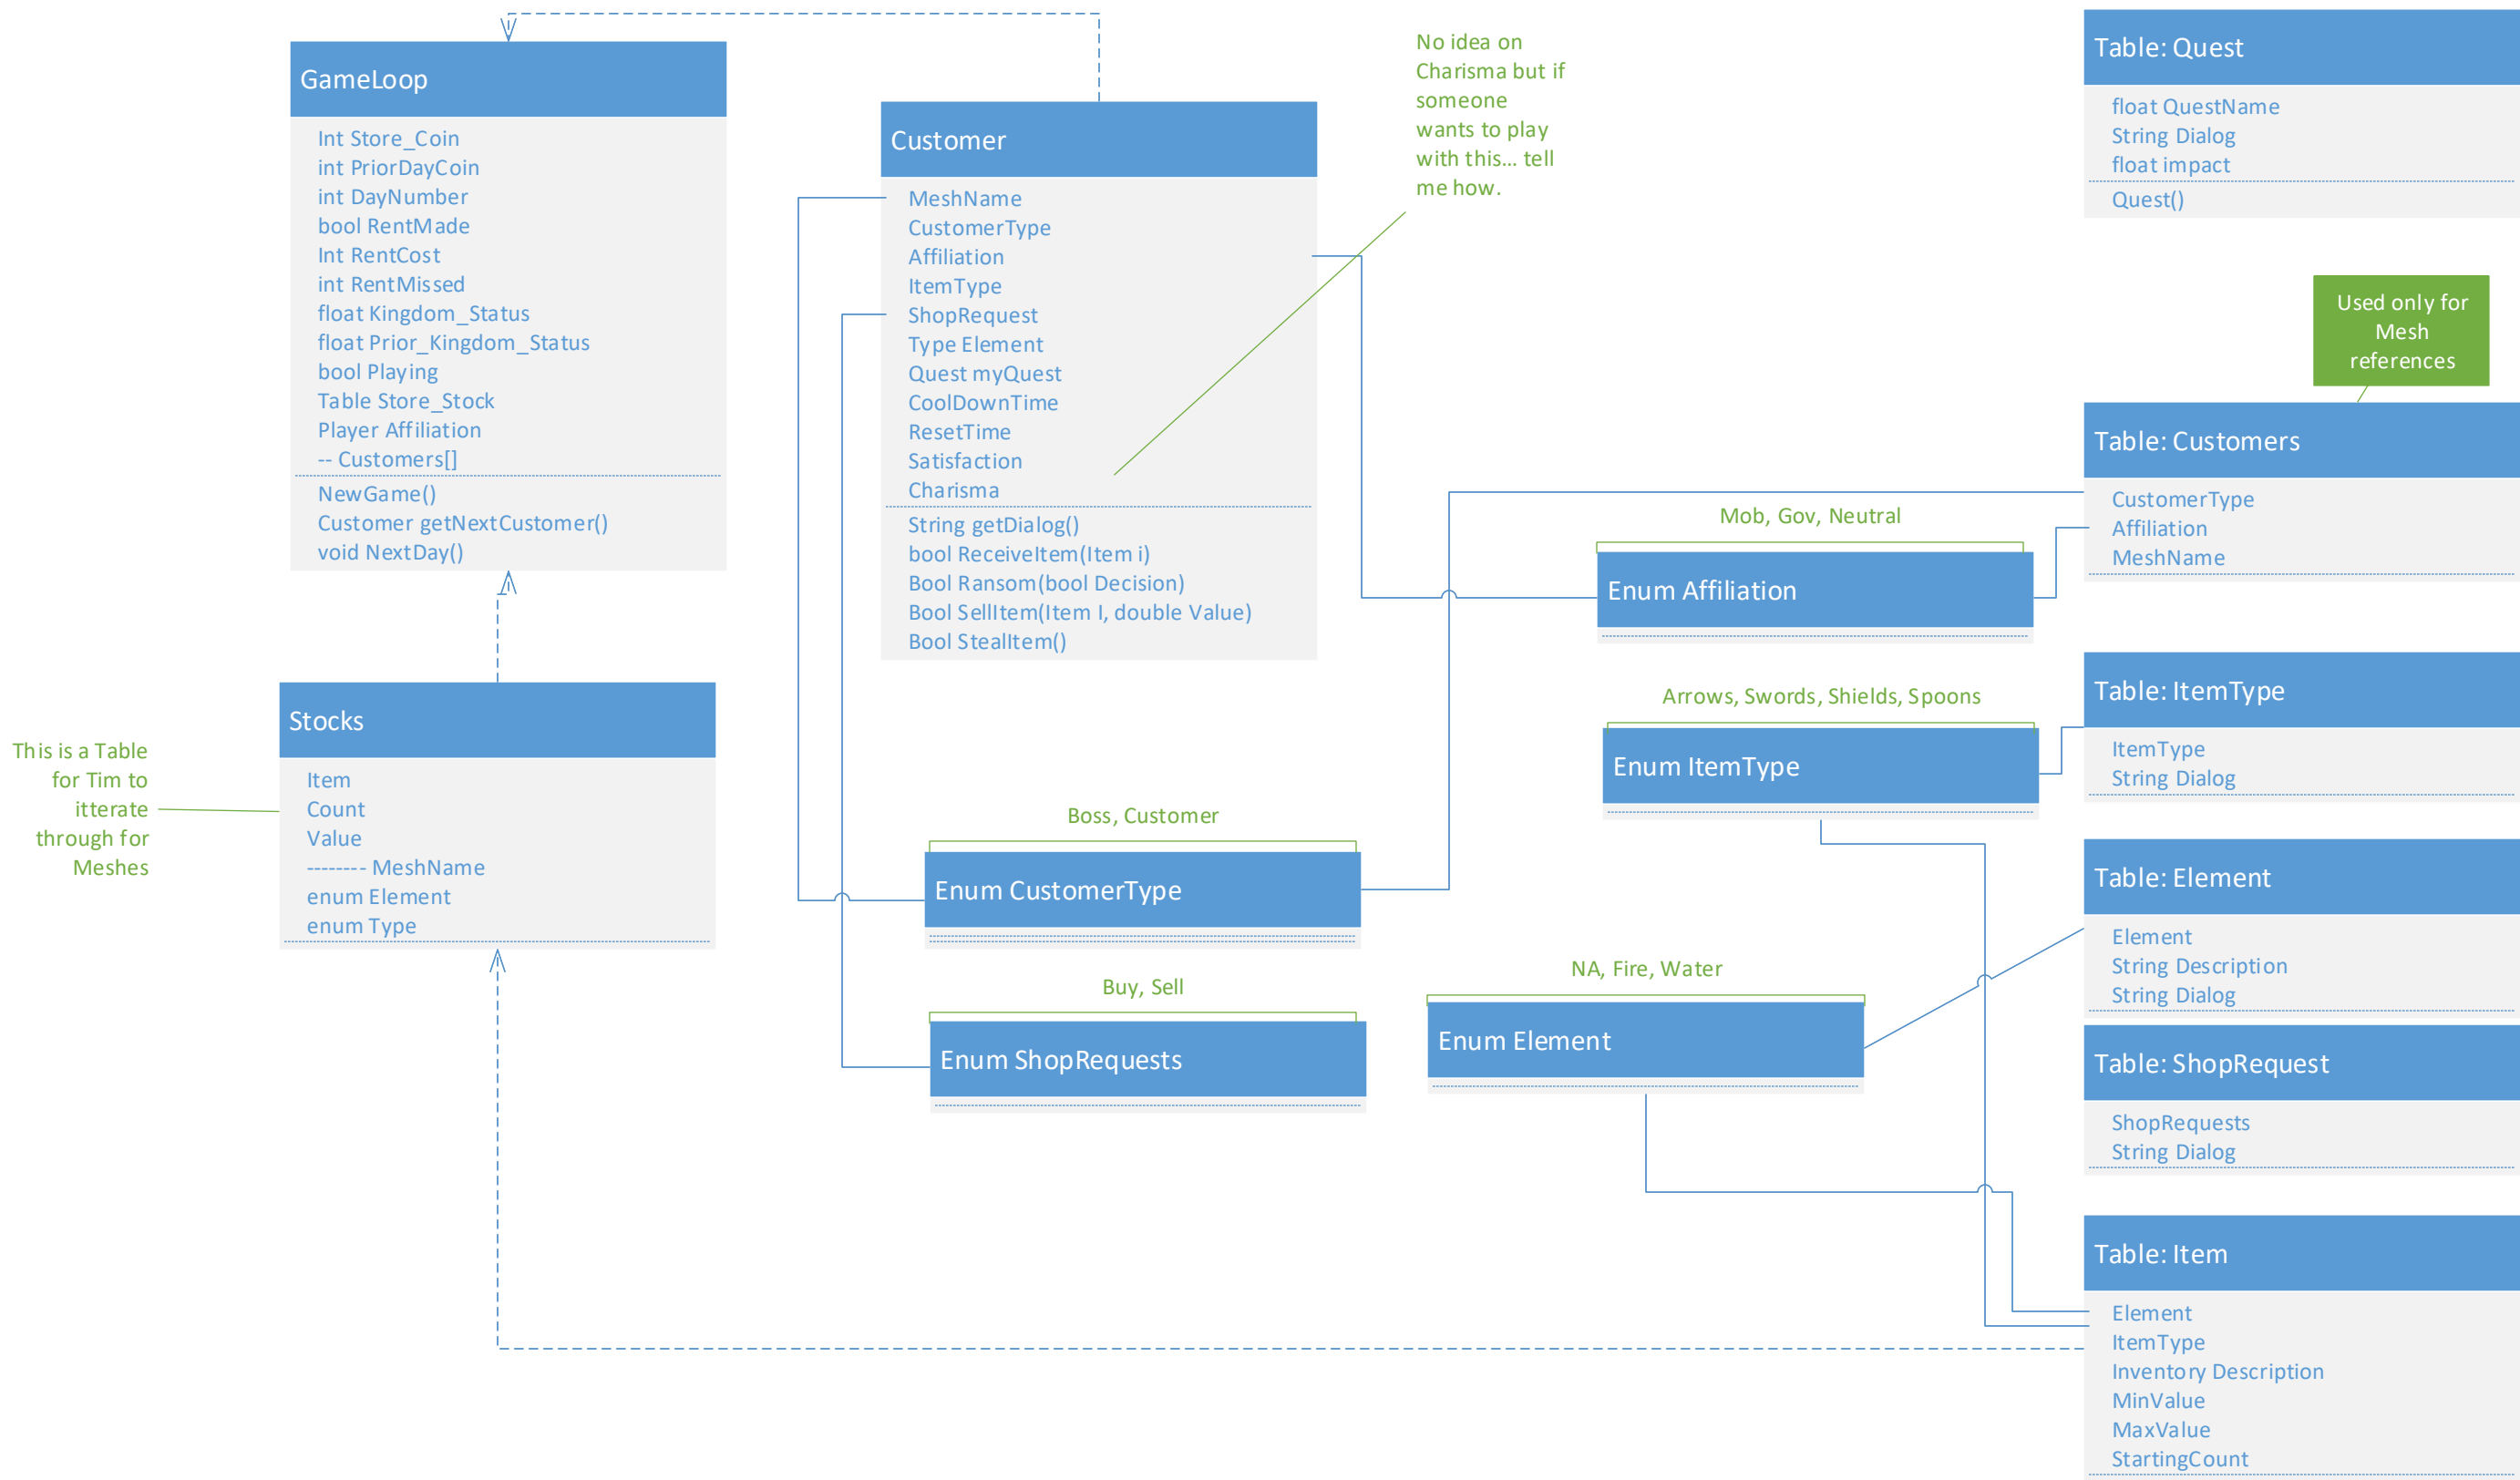 GameLoop
Int Store_Coin
int PriorDayCoin
int DayNumber
bool RentMade
Int RentCost
int RentMissed
float Kingdom_Status
float Prior_Kingdom_Status
bool Playing
Table Store_Stock
Player Affiliation
-- Customers[]
NewGame()
Customer getNextCustomer()
void NextDay()
Customer
MeshName
CustomerType
Affiliation
ItemType
ShopRequest
Type Element
Quest myQuest
CoolDownTime
ResetTime
Satisfaction
Charisma
String getDialog()
bool ReceiveItem(Item i)
Bool Ransom(bool Decision)
Bool SellItem(Item I, double Value)
Bool StealItem()
No idea on
Charisma but if
someone
wants to play
with this... tell
me how.
Table: Quest
float QuestName
String Dialog
float impact
Quest()
Used only for
Mesh
references
Table: Customers
CustomerType
Affiliation
MeshName
Mob, Gov, Neutral
Enum Affiliation
Arrows, Swords, Shields, Spoons
Enum ItemType
Table: ItemType
ItemType
String Dialog
This is a Table
for Tim to
itterate
through for
Meshes
Stocks
Item
Count
Value
-------- MeshName
enum Element
enum Type
Boss, Customer
Enum CustomerType
Buy, Sell
Enum ShopRequests
NA, Fire, Water
Enum Element
Table: Element
Element
String Description
String Dialog
Table: ShopRequest
ShopRequests
String Dialog
Table: Item
Element
ItemType
Inventory Description
MinValue
MaxValue
StartingCount